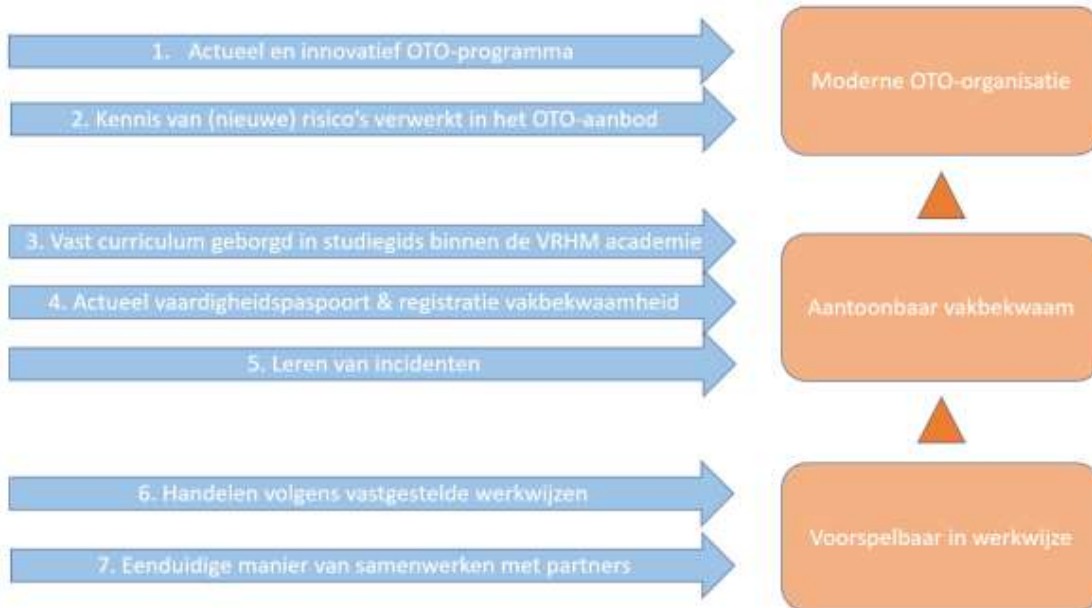 1. Actueel en innovatief OTO-programma
2. Kennis van (nieuwe) risico's verwerkt in het OTO-aanbod
Moderne OTO-organisatie
3. Vast curriculum geborgd in studiegids binnen de VRHM academie
4. Actueel vaardigheidspaspoort & registratie vakbekwaamheid
5. Leren van incidenten
Aantoonbaar vakbekwaam
6. Handelen volgens vastgestelde werkwijzen
7. Eenduidige manier van samenwerken met partners
Voorspelbaar in werkwijze